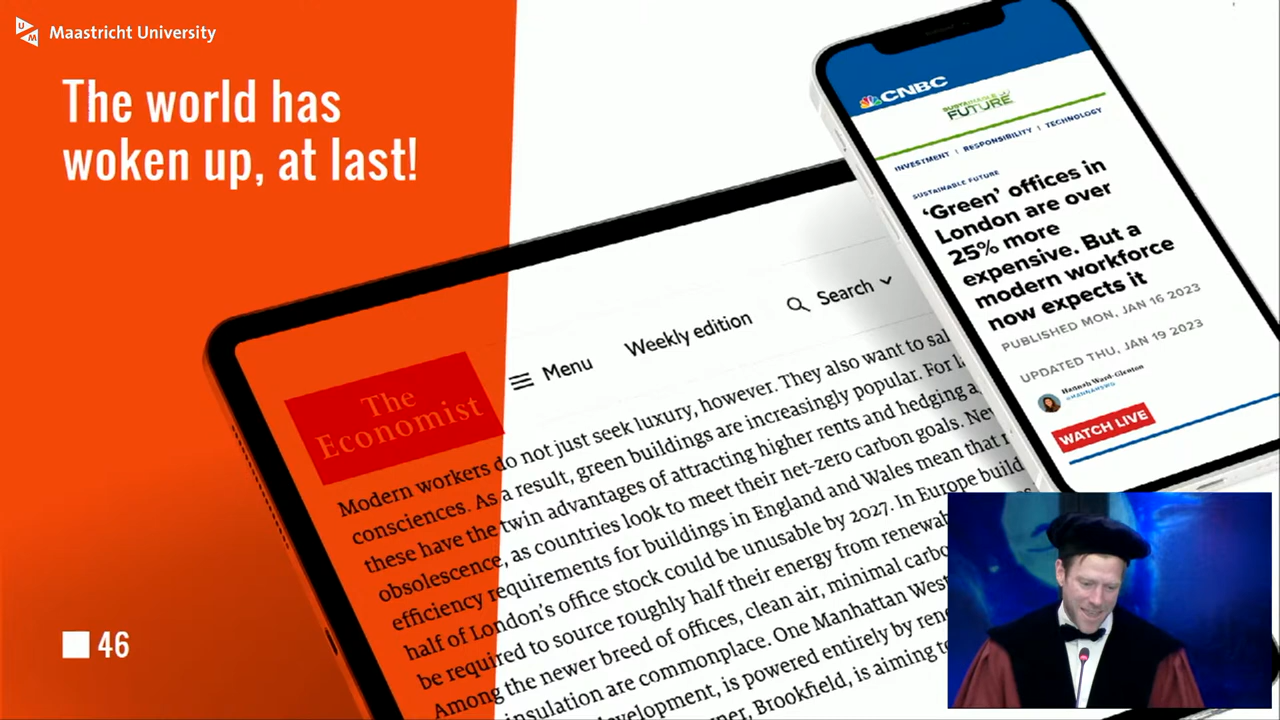 Maastricht University
The world has
woken up, at last!
The
Economist
Menu
Weekly edition
Search
Modern workers do not just seek luxury, however. They also want to
consciences. As a result, green buildings are increasingly popular. For
these have the twin advantages of attracting higher rents and hedging
obsolescence, as countries look to meet their net-zero carbon goals.
efficiency requirements for buildings in England and Wales mean that
half of London's office stock could be unusable by 2027. In Europe
be required to source roughly half their energy from
Among the newer breed of offices, clean air, minimal
insulation are commonplace. One Manhattan West
is powered entirely by
Brookfield, is aiming
CNBC
SUSTAINABLE
FUTURE
INVESTMENT | RESPONSIBILITY | TECHNOLOGY
SUSTAINABLE FUTURE
‘Green’ offices in
London are over
25% more
expensive. But a
modern workforce
now expects it
PUBLISHED MON, JAN 16 2023
UPDATED THU, JAN 19 2023
Hannah Ward-Glenton
@HANNAHSWG
WATCH LIVE
46